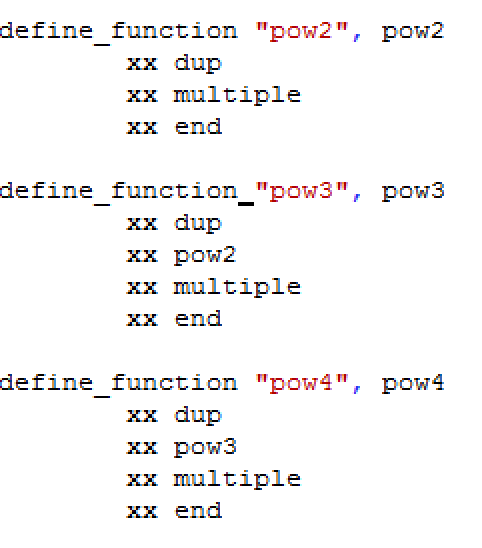 define_function "pow2", pow2
xx dup
xx multiple
xx end
define_function "pow3", pow3
xx dup
xx pow2
xx multiple
xx end
define_function "pow4", pow4
xx dup
xx pow3
xx multiple
xx end